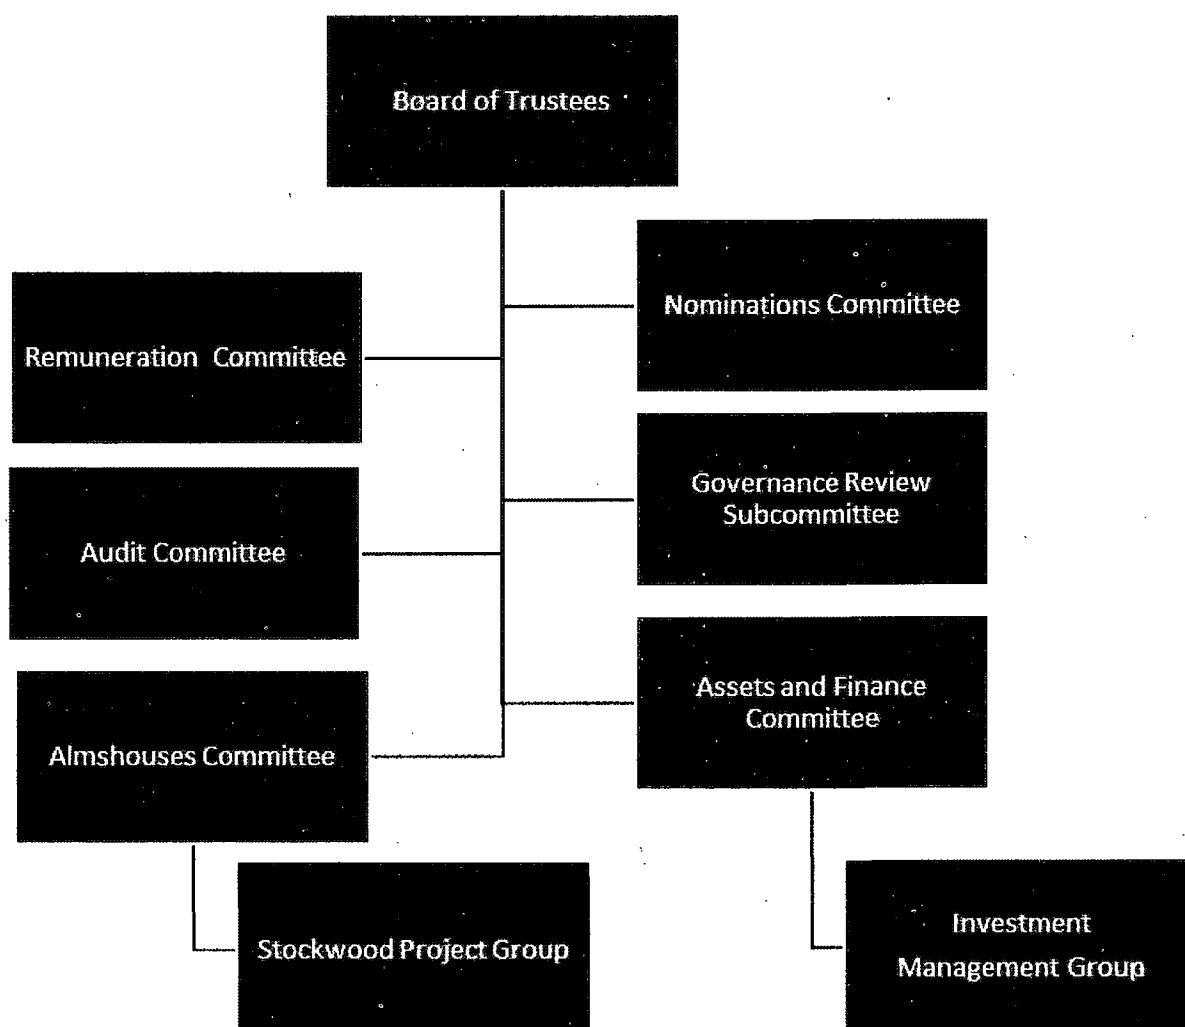 Board of Trustees
Nominations Committee
Remuneration Committee
Governance Review
Subcommittee
Audit Committee
Assets and Finance
Committee
Almshouses Committee
Stockwood Project Group
Investment
Management Group